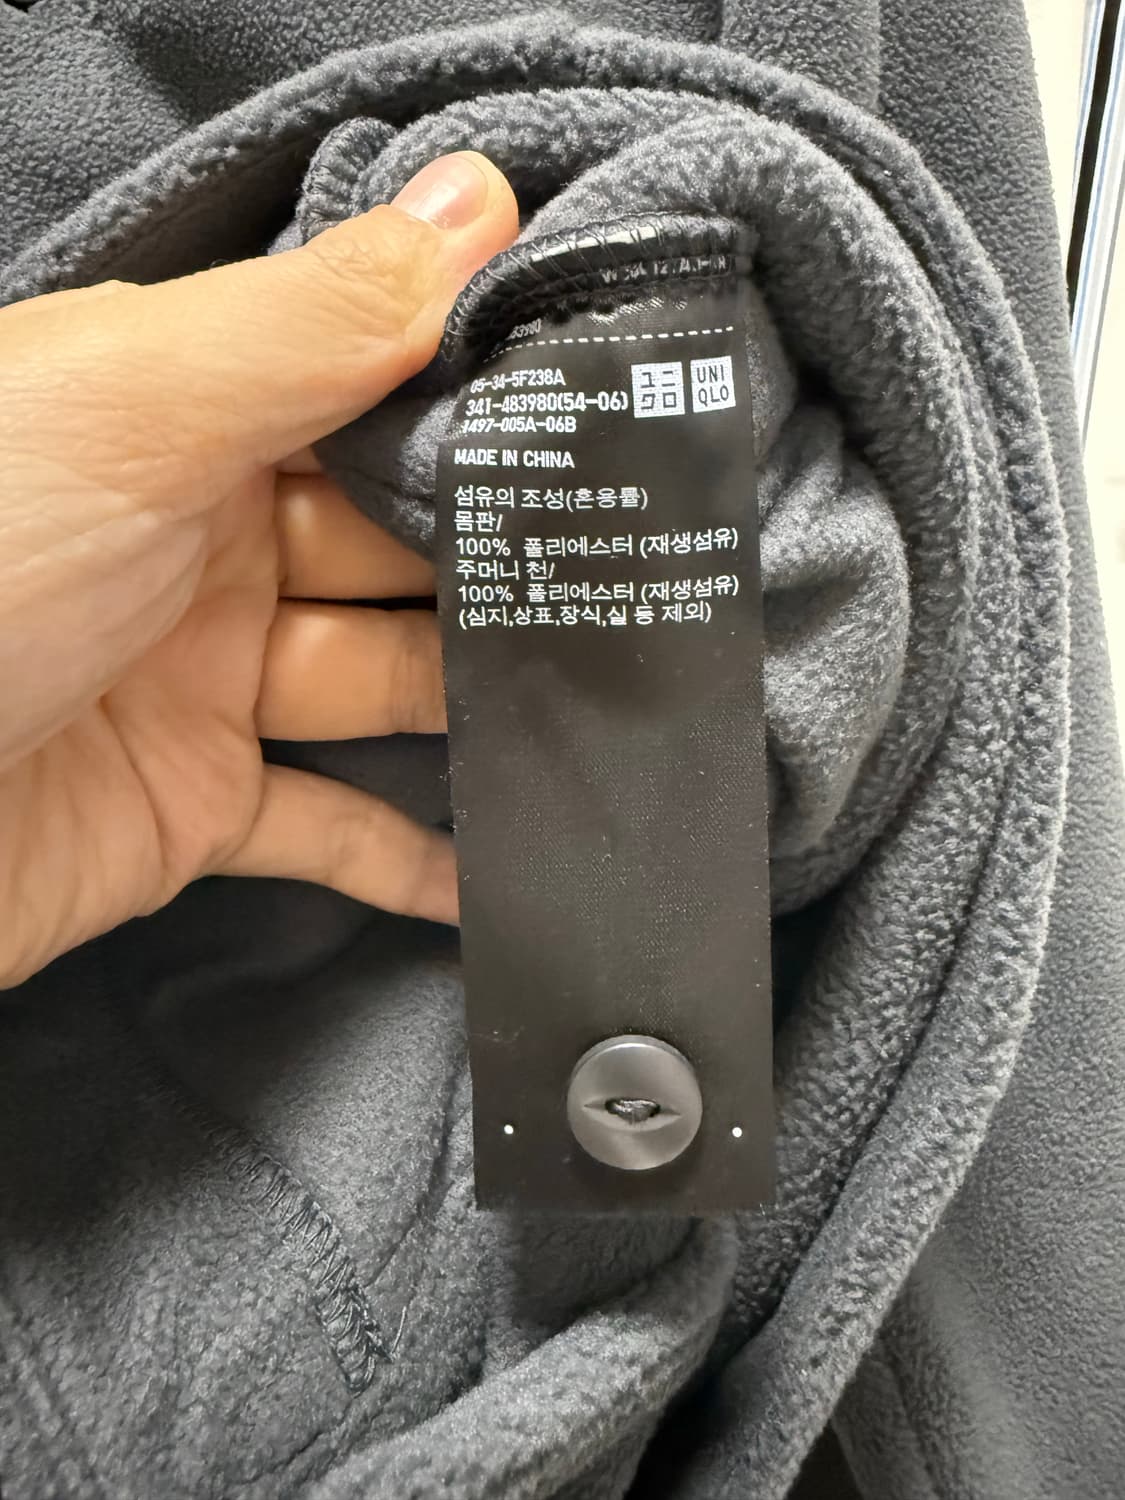 05-34-5F238A
341-483980(54-06)
1497-005A-06B
ユニ
クロ
UNI
QLO
MADE IN CHINA
섬유의 조성(혼용률)
몸판/
100% 폴리에스터 (재생섬유)
주머니 천/
100% 폴리에스터 (재생섬유)
(심지,상표,장식,실 등 제외)